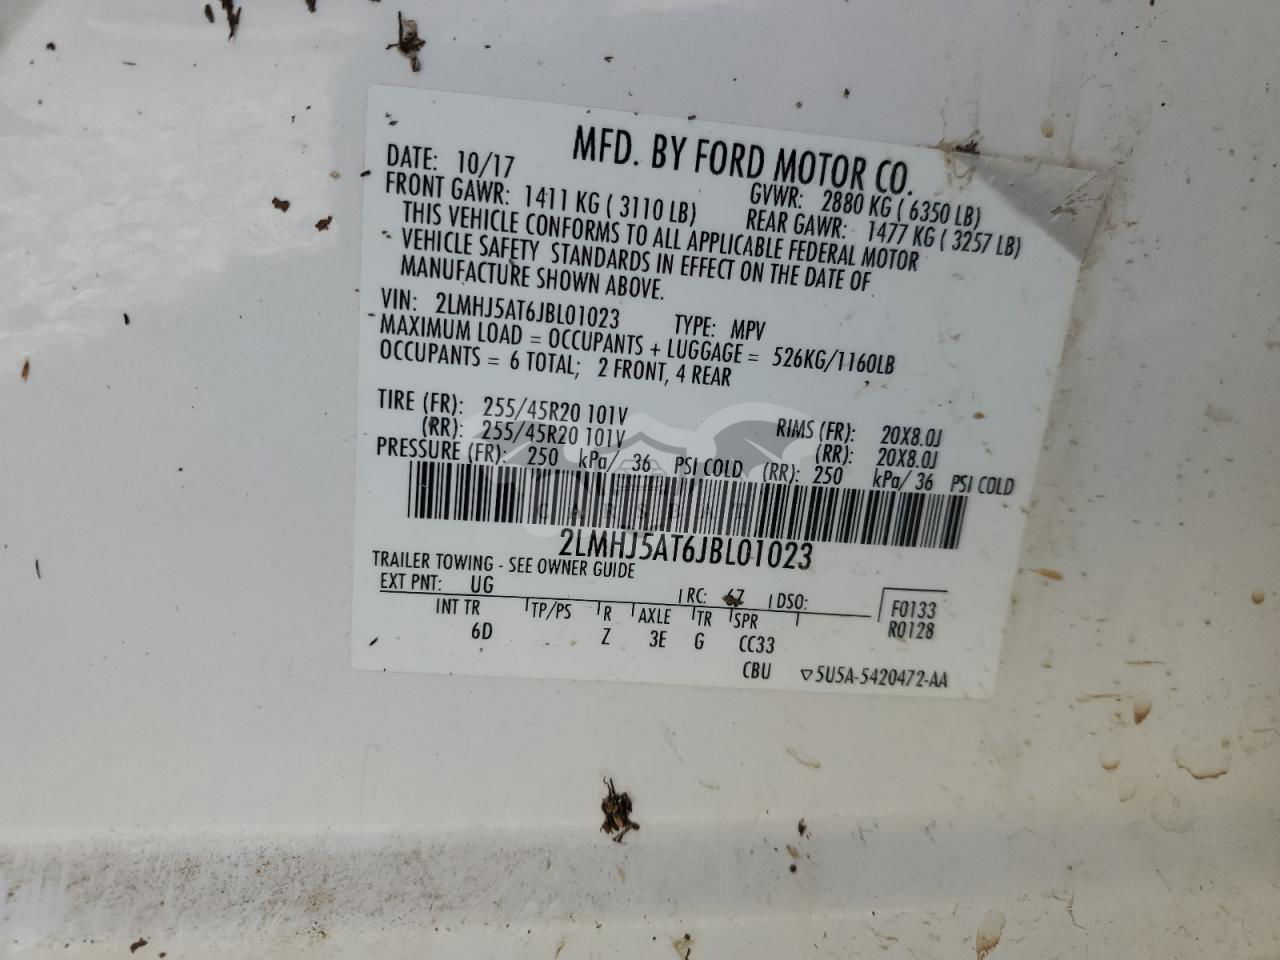 MFD. BY FORD MOTOR CO.
DATE: 10/17 GVWR: 2880 KG ( 6350 LB)
FRONT GAWR: 1411 KG ( 3110 LB) REAR GAWR: 1477 KG ( 3257 LB)
THIS VEHICLE CONFORMS TO ALL APPLICABLE FEDERAL MOTOR
VEHICLE SAFETY STANDARDS IN EFFECT ON THE DATE OF
MANUFACTURE SHOWN ABOVE.
VIN: 2LMHJ5AT6JBL01023 TYPE: MPV
MAXIMUM LOAD = OCCUPANTS + LUGGAGE = 526KG/1160LB
OCCUPANTS = 6 TOTAL; 2 FRONT, 4 REAR
TIRE (FR): 255/45R20 101V RIMS (FR): 20X8.0J
(RR): 255/45R20 101V (RR): 20X8.0J
PRESSURE (FR): 250 kPa/ 36 PSI COLD (RR): 250 kPa/ 36 PSI COLD
CARSBAT
2LMHJ5AT6JBL01023
TRAILER TOWING - SEE OWNER GUIDE
EXT PNT: UG RC: 67 DSO: F0133
INT TR TP/PS R AXLE TR SPR R0128
6D Z 3E G CC33
CBU ▽5U5A-5420472-AA